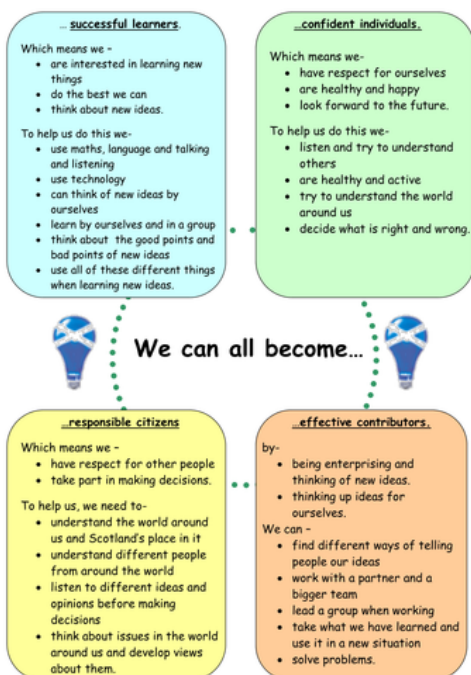 ... successful learners.
Which means we –
• are interested in learning new
things
• do the best we can
• think about new ideas.
To help us do this we-
• use maths, language and talking
and listening
• use technology
• can think of new ideas by
ourselves
• learn by ourselves and in a group
• think about the good points and
bad points of new ideas
• use all of these different things
when learning new ideas.
...confident individuals.
Which means we-
• have respect for ourselves
• are healthy and happy
• look forward to the future.
To help us do this we-
• listen and try to understand
others
• are healthy and active
• try to understand the world
around us
• decide what is right and wrong.
We can all become...
...responsible citizens
Which means we –
• have respect for other people
• take part in making decisions.
To help us, we need to-
• understand the world around
us and Scotland's place in it
• understand different people
from around the world
• listen to different ideas and
opinions before making
decisions
• think about issues in the world
around us and develop views
about them.
...effective contributors.
by-
• being enterprising and
thinking of new ideas.
• thinking up ideas for
ourselves.
We can –
• find different ways of telling
people our ideas
• work with a partner and a
bigger team
• lead a group when working
• take what we have learned and
use it in a new situation
• solve problems.